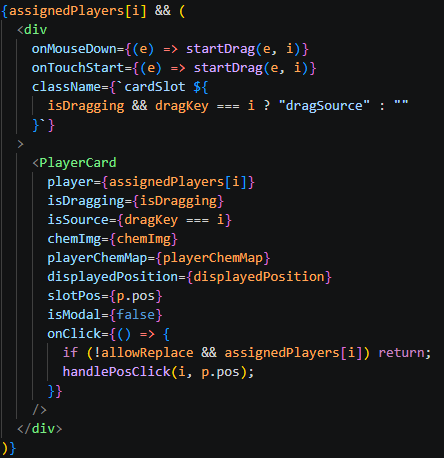 {assignedPlayers[i] && (
<div
onMouseDown={(e) => startDrag(e, i)}
onTouchStart={(e) => startDrag(e, i)}
className={`cardSlot ${
isDragging && dragKey === i ? "dragSource" : ""
}`}
>
<PlayerCard
player={assignedPlayers[i]}
isDragging={isDragging}
isSource={dragKey === i}
chemImg={chemImg}
playerChemMap={playerChemMap}
displayedPosition={displayedPosition}
slotPos={p.pos}
isModal={false}
onClick={() => {
if (!allowReplace && assignedPlayers[i]) return;
handlePosClick(i, p.pos);
}}
/>
</div>
)}